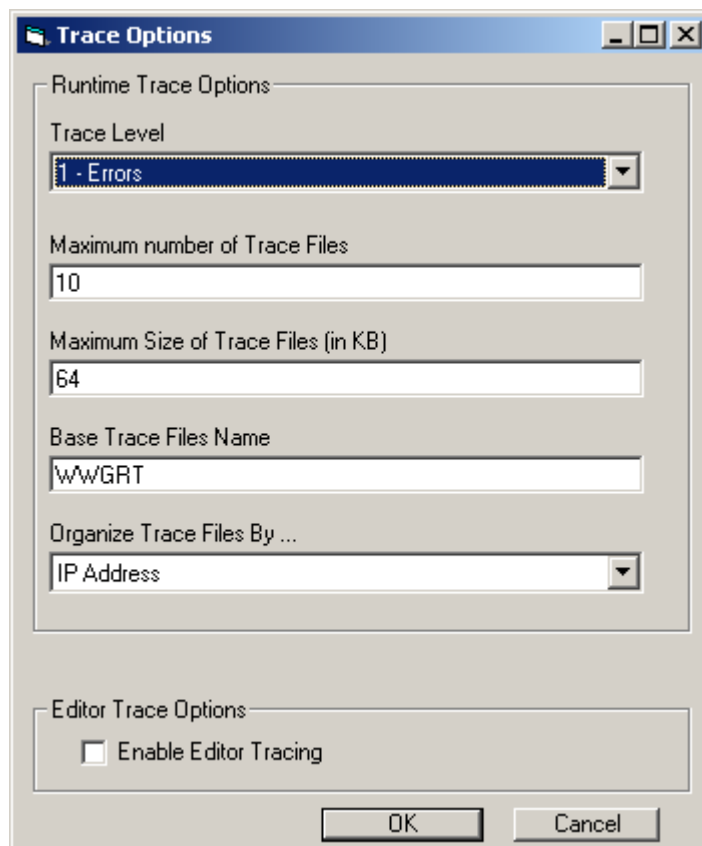 Trace Options
Runtime Trace Options
Trace Level
1 - Errors
Maximum number of Trace Files
10
Maximum Size of Trace Files (in KB)
64
Base Trace Files Name
WWGRT
Organize Trace Files By ...
IP Address
Editor Trace Options
Enable Editor Tracing
OK Cancel